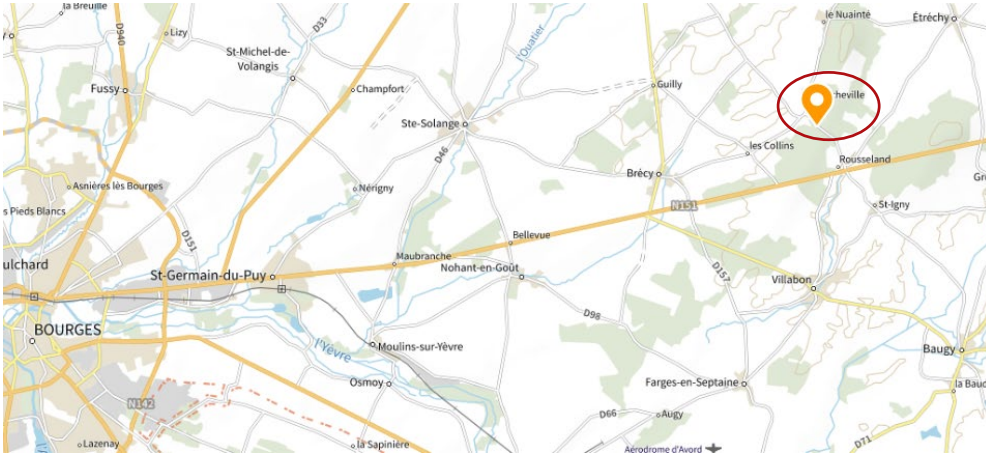 la Breuille
D940
Lizy
D33
St-Michel-de-
Volangis
l'Ouatier
le Nuainté
Étréchy
Fussy
Champfort
Guilly
cheville
Ste-Solange
D46
les Collins
Rousseland
Asnières lès Bourges
Nérigny
Brécy
Gr
s Pieds Blancs
N151
St-Igny
D151
Bellevue
ulchard
St-Germain-du-Puy
Maubranche
Nohant-en-Goût
D157
Villabon
BOURGES
l'Yèvre
Moulins-sur-Yèvre
D98
Baugy
Osmoy
Farges-en-Septaine
la Baud
N142
D66
Augy
Lazenay
la Sapinière
Aérodrome d'Avord
D71